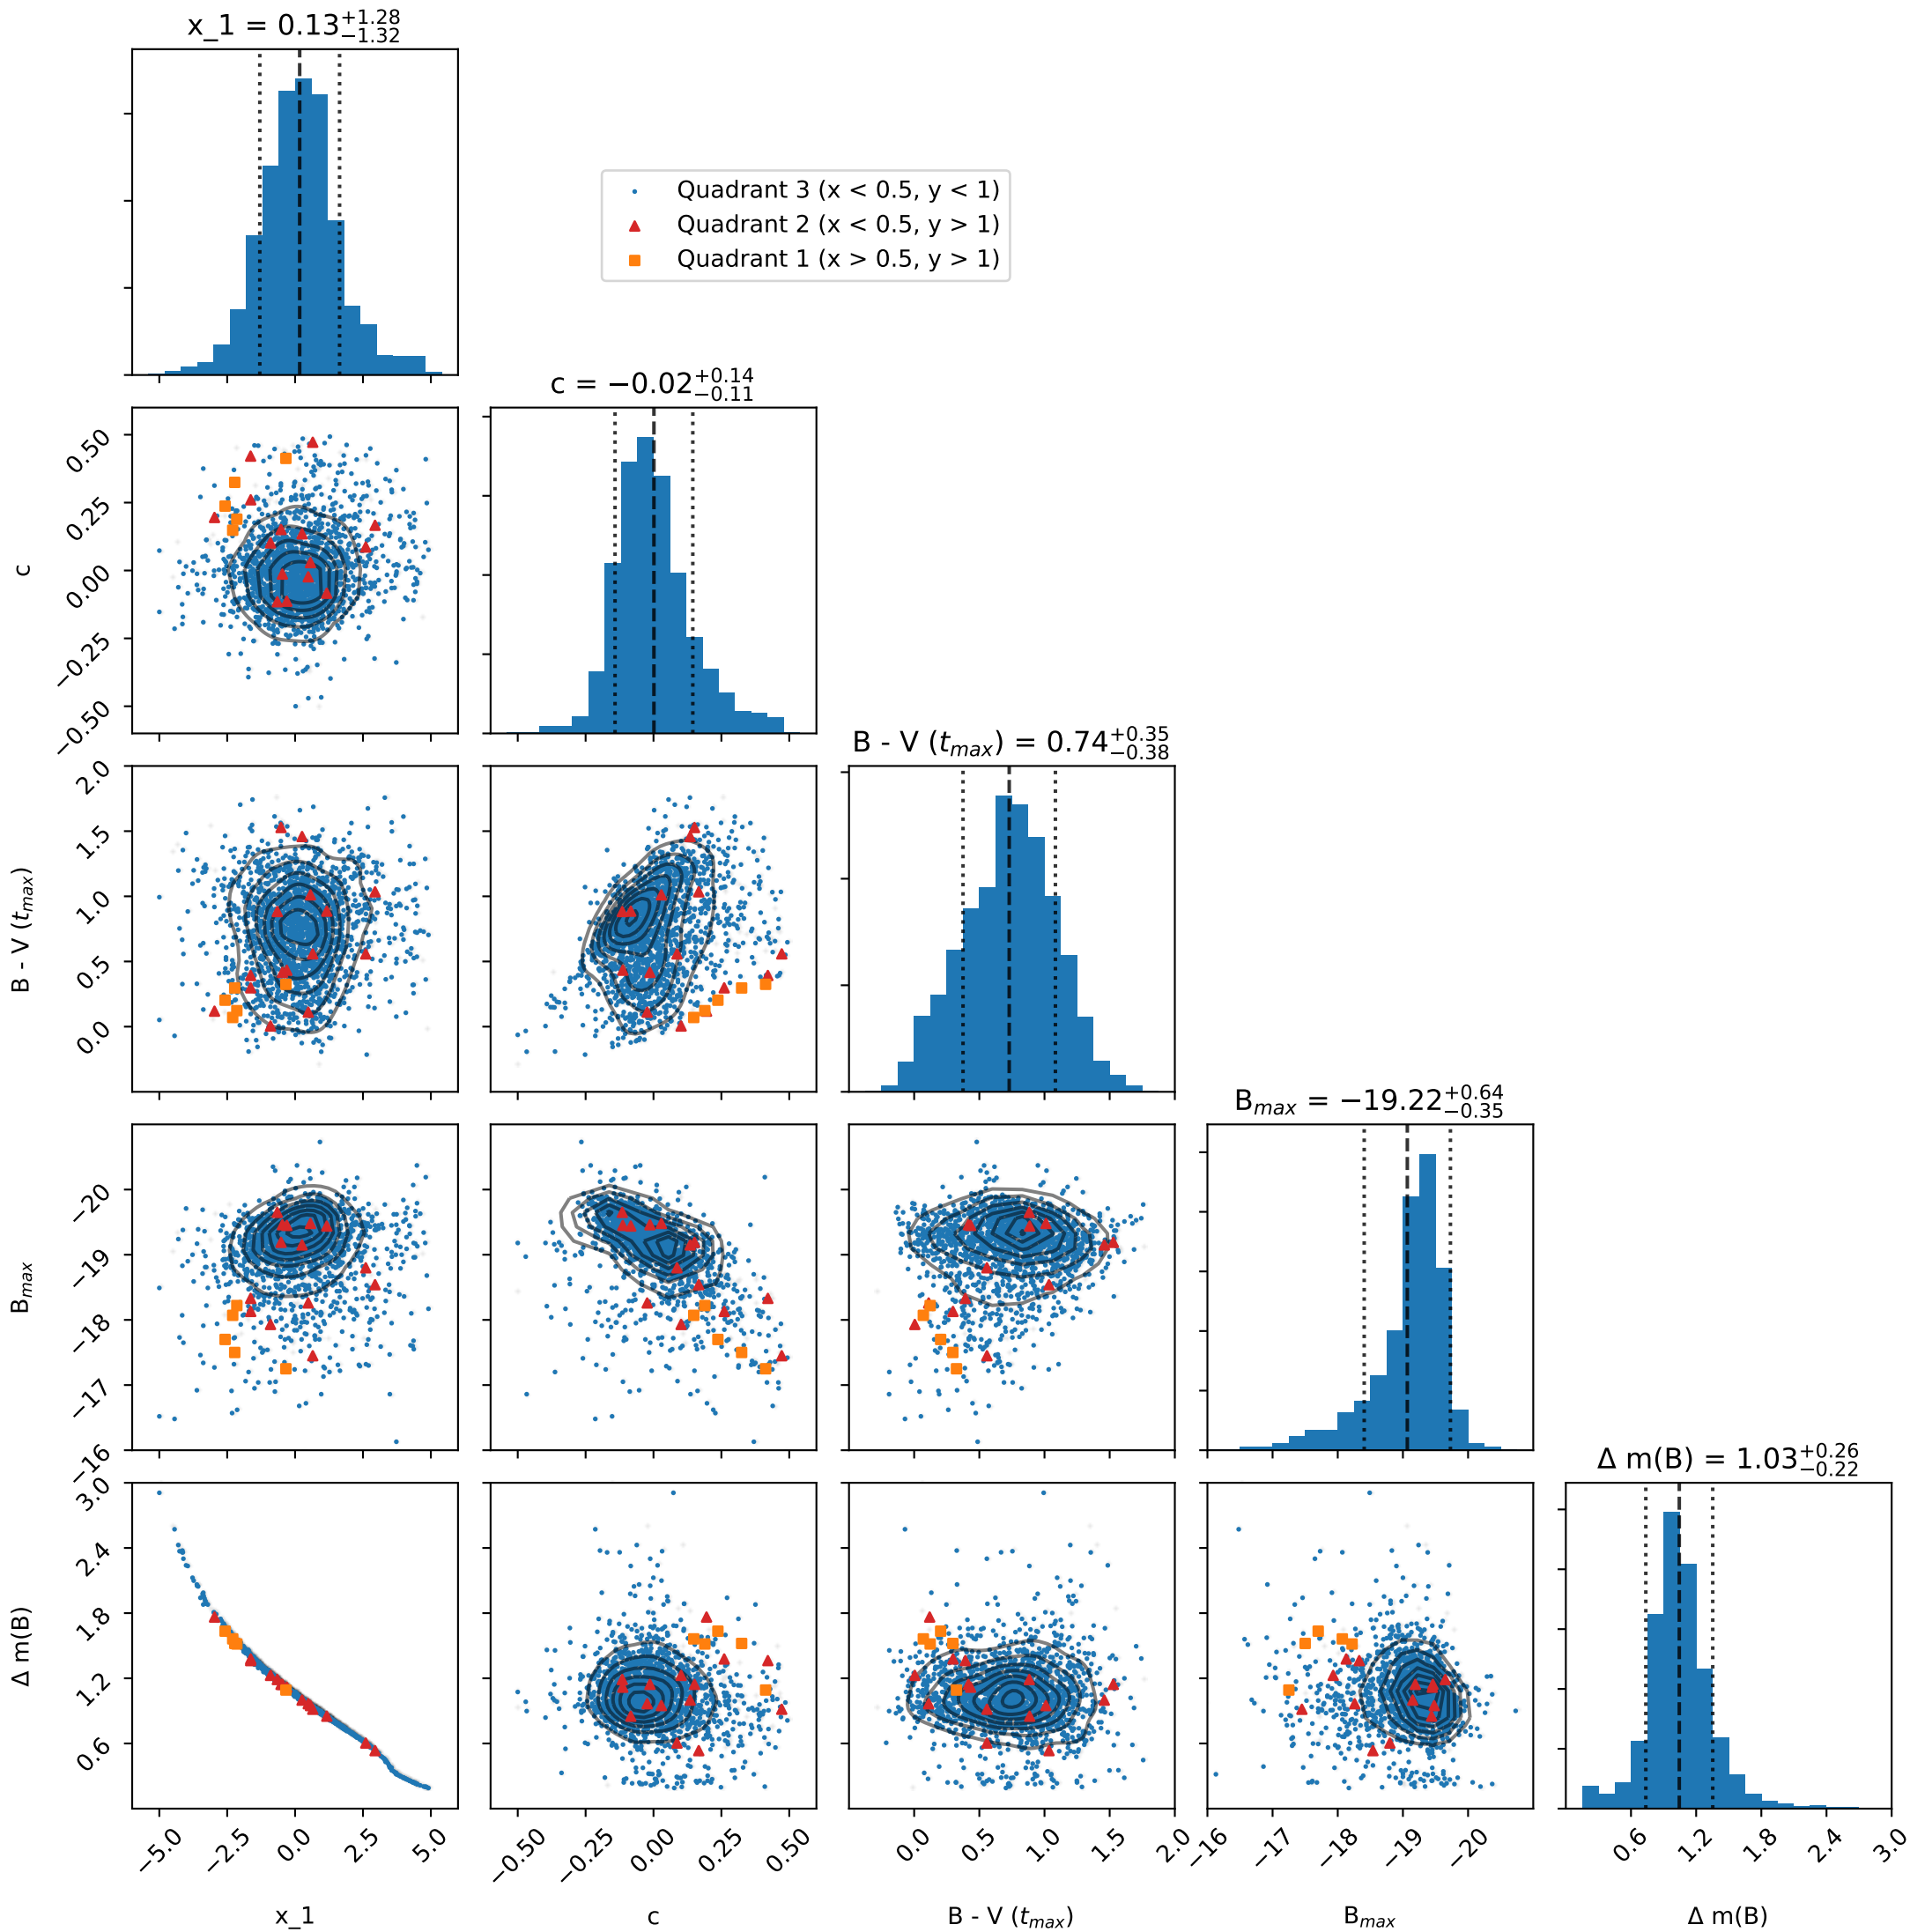 x_1 = 0.13+1.28 −1.32
Quadrant 3 (x < 0.5, y < 1)
Quadrant 2 (x < 0.5, y > 1)
Quadrant 1 (x > 0.5, y > 1)
c = −0.02+0.14 −0.11
0.50
0.25
0.00
−0.25
−0.50
c
B - V (tmax) = 0.74+0.35 −0.38
2.0
1.5
1.0
0.5
0.0
B - V (tmax)
Bmax = −19.22+0.64 −0.35
−20
−19
−18
−17
−16
Bmax
Δ m(B) = 1.03+0.26 −0.22
3.0
2.4
1.8
1.2
0.6
Δ m(B)
−5.0 −2.5 0.0 2.5 5.0
−0.50 −0.25 0.00 0.25 0.50
0.0 0.5 1.0 1.5 2.0
−16 −17 −18 −19 −20
0.6 1.2 1.8 2.4 3.0
x_1 c B - V (tmax) Bmax Δ m(B)